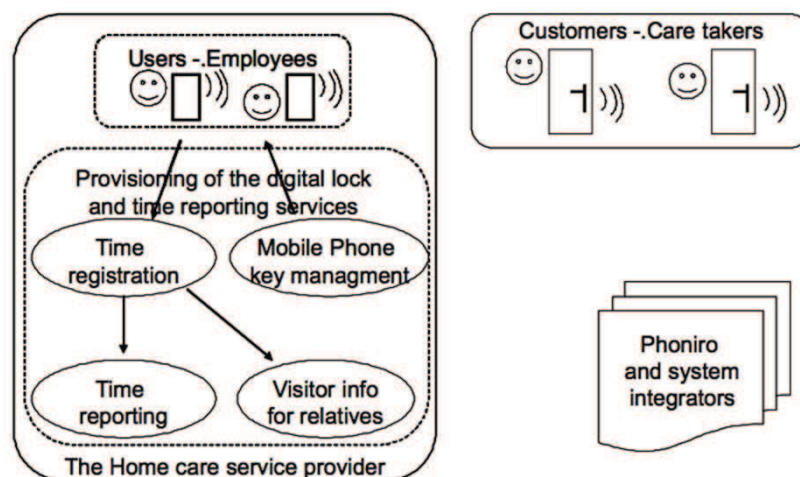 Users -.Employees
Customers -.Care takers
Provisioning of the digital lock
and time reporting services
Time
registration
Mobile Phone
key managment
Time
reporting
Visitor info
for relatives
The Home care service provider
Phoniro
and system
integrators